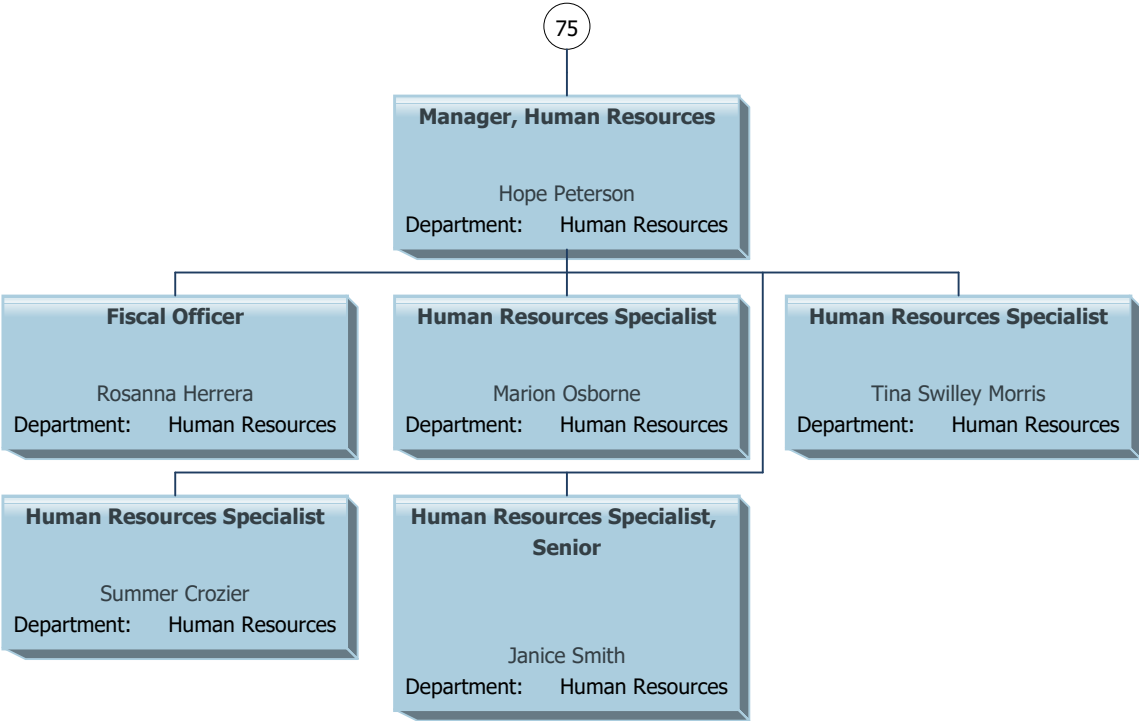 75
Manager, Human Resources
Hope Peterson
Department: Human Resources
Fiscal Officer
Rosanna Herrera
Department: Human Resources
Human Resources Specialist
Marion Osborne
Department: Human Resources
Human Resources Specialist
Tina Swilley Morris
Department: Human Resources
Human Resources Specialist
Summer Crozier
Department: Human Resources
Human Resources Specialist,
Senior
Janice Smith
Department: Human Resources